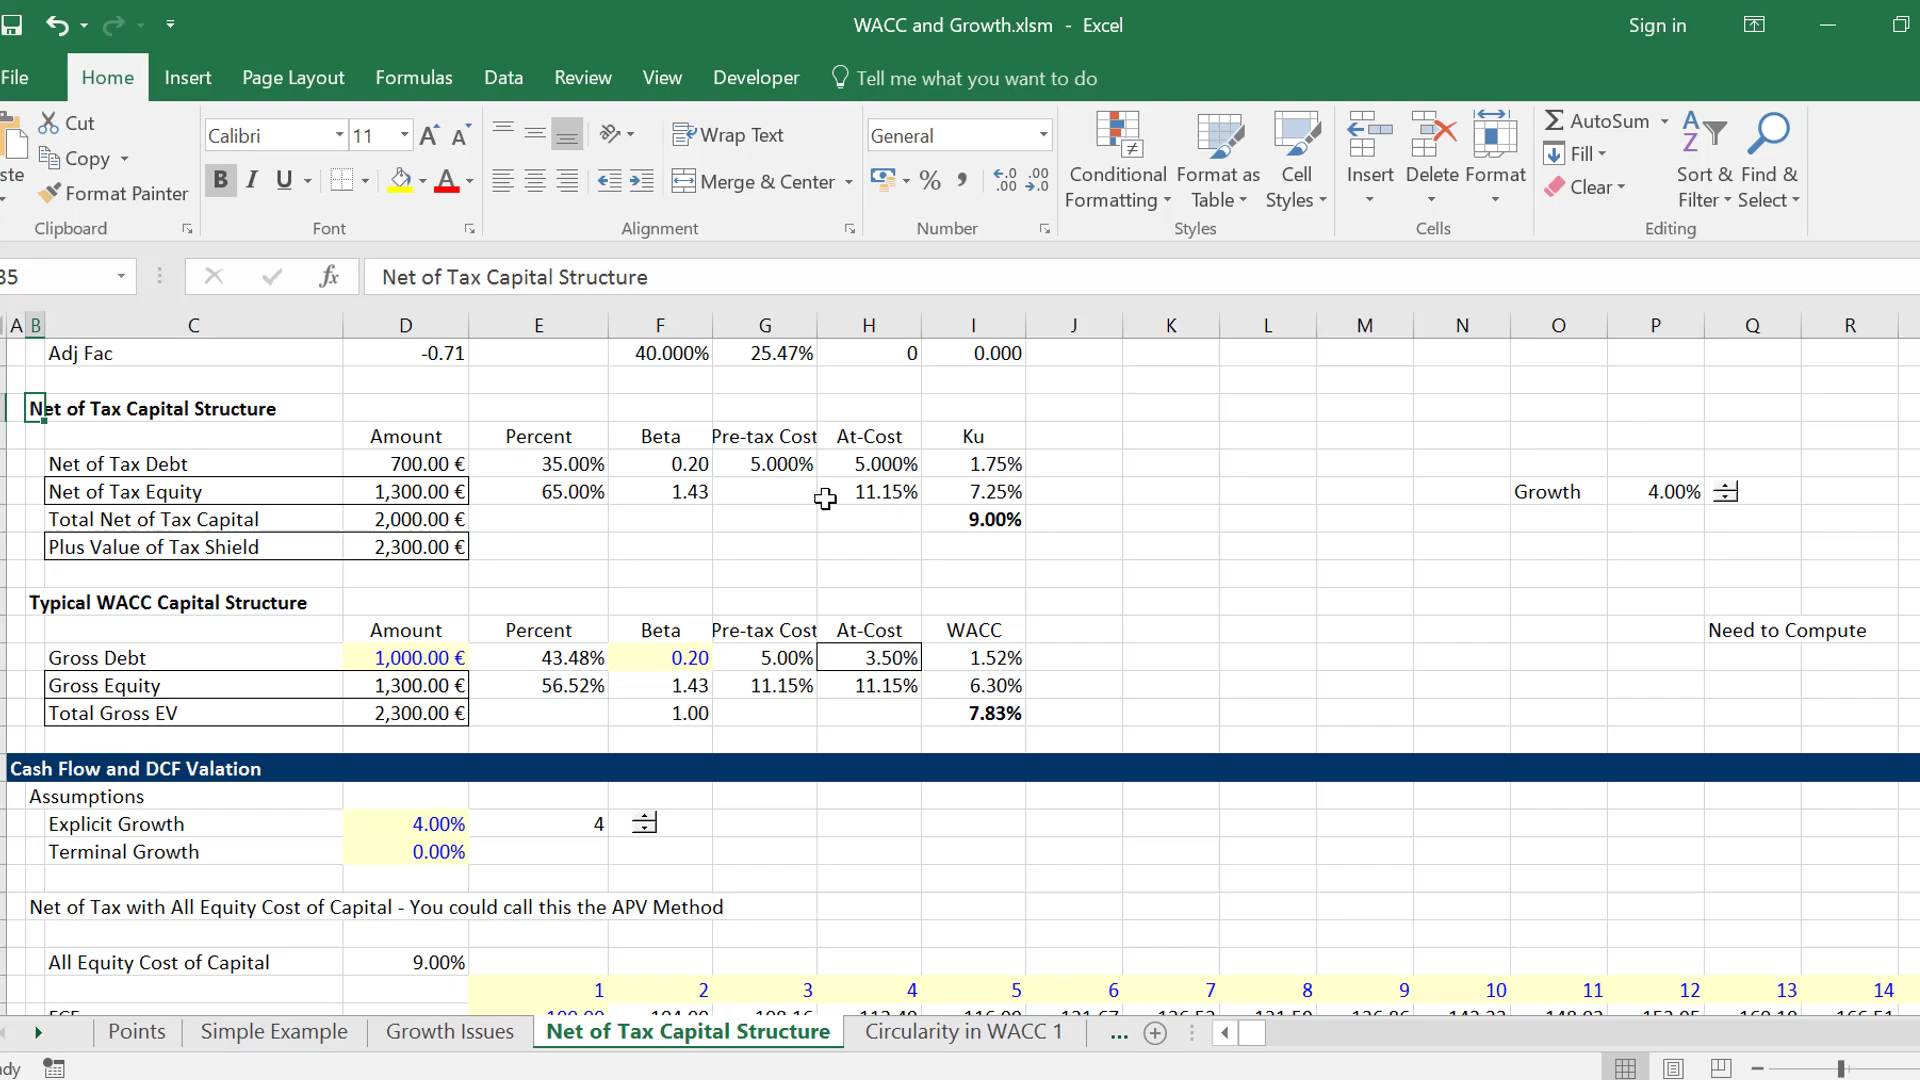 WACC and Growth.xlsm - Excel
Sign in
File Home Insert Page Layout Formulas Data Review View Developer Tell me what you want to do
Cut
Copy
Format Painter
Clipboard
Calibri 11
B I U A
Font
Wrap Text
Merge & Center
Alignment
General
% ,
Number
Conditional Formatting
Format as Table
Cell Styles
Styles
Insert Delete Format
Cells
AutoSum
Fill
Clear
Sort & Filter
Find & Select
Editing
35 fx Net of Tax Capital Structure
A B C D E F G H I J K L M N O P Q R
Adj Fac -0.71 40.000% 25.47% 0 0.000
Net of Tax Capital Structure
Amount Percent Beta Pre-tax Cost At-Cost Ku
Net of Tax Debt 700.00 € 35.00% 0.20 5.000% 5.000% 1.75%
Net of Tax Equity 1,300.00 € 65.00% 1.43 11.15% 7.25% Growth 4.00%
Total Net of Tax Capital 2,000.00 € 9.00%
Plus Value of Tax Shield 2,300.00 €
Typical WACC Capital Structure
Amount Percent Beta Pre-tax Cost At-Cost WACC Need to Compute
Gross Debt 1,000.00 € 43.48% 0.20 5.00% 3.50% 1.52%
Gross Equity 1,300.00 € 56.52% 1.43 11.15% 11.15% 6.30%
Total Gross EV 2,300.00 € 1.00 7.83%
Cash Flow and DCF Valation
Assumptions
Explicit Growth 4.00% 4
Terminal Growth 0.00%
Net of Tax with All Equity Cost of Capital - You could call this the APV Method
All Equity Cost of Capital 9.00%
1 2 3 4 5 6 7 8 9 10 11 12 13 14
Points Simple Example Growth Issues Net of Tax Capital Structure Circularity in WACC 1 ...